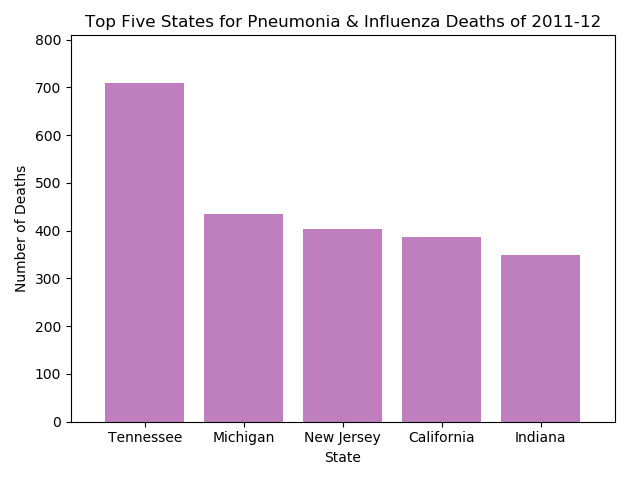 Top Five States for Pneumonia & Influenza Deaths of 2011-12
Number of Deaths
800
700
600
500
400
300
200
100
0
Tennessee Michigan New Jersey California Indiana
State